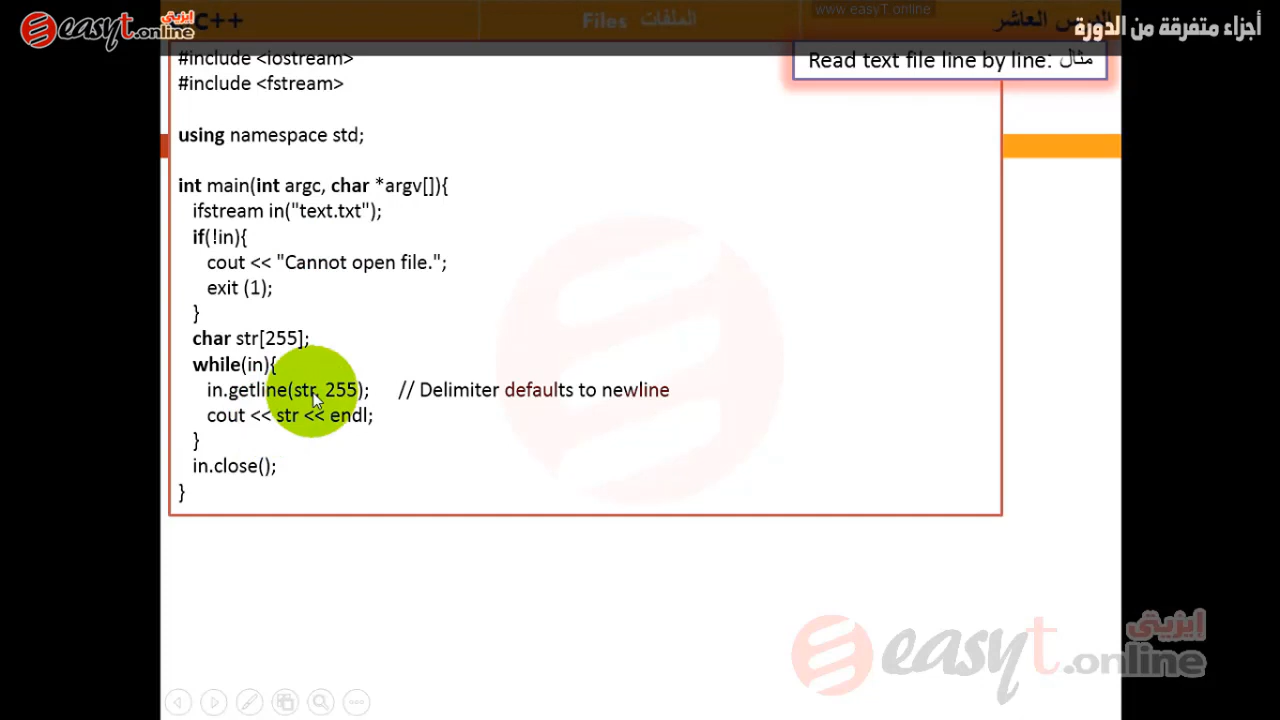 easyt.online ايزيتى
C++
الملفات Files
www.easyT.online
الدرس العاشر
أجزاء متفرقة من الدورة
Read text file line by line: مثال
#include <iostream>
#include <fstream>
using namespace std;
int main(int argc, char *argv[]){
ifstream in("text.txt");
if(!in){
cout << "Cannot open file.";
exit (1);
}
char str[255];
while(in){
in.getline(str, 255); // Delimiter defaults to newline
cout << str << endl;
}
in.close();
}
easyt.online ايزيتى